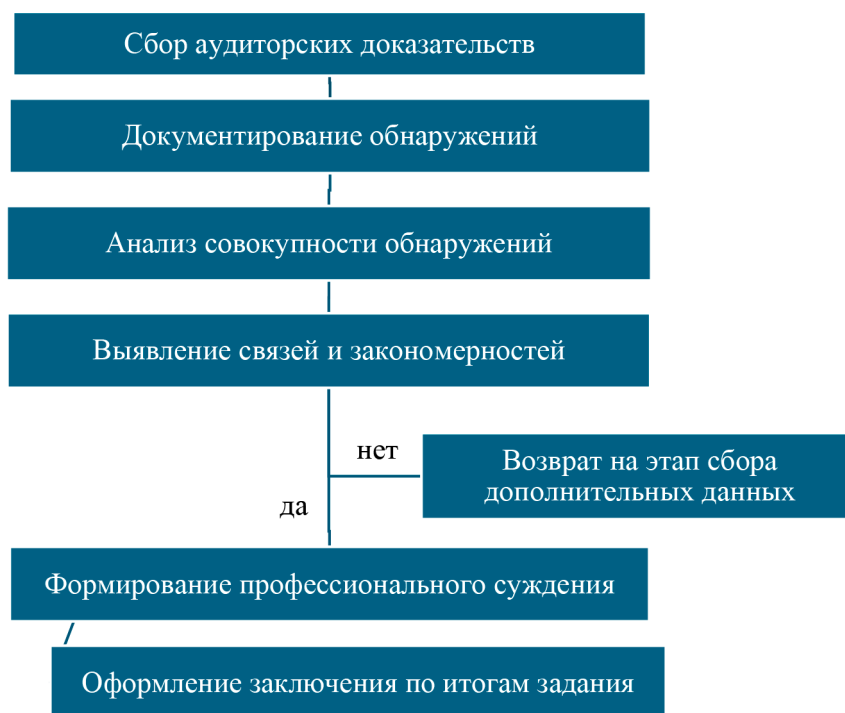 Сбор аудиторских доказательств
Документирование обнаружений
Анализ совокупности обнаружений
Выявление связей и закономерностей
нет
Возврат на этап сбора
дополнительных данных
да
Формирование профессионального суждения
Оформление заключения по итогам задания